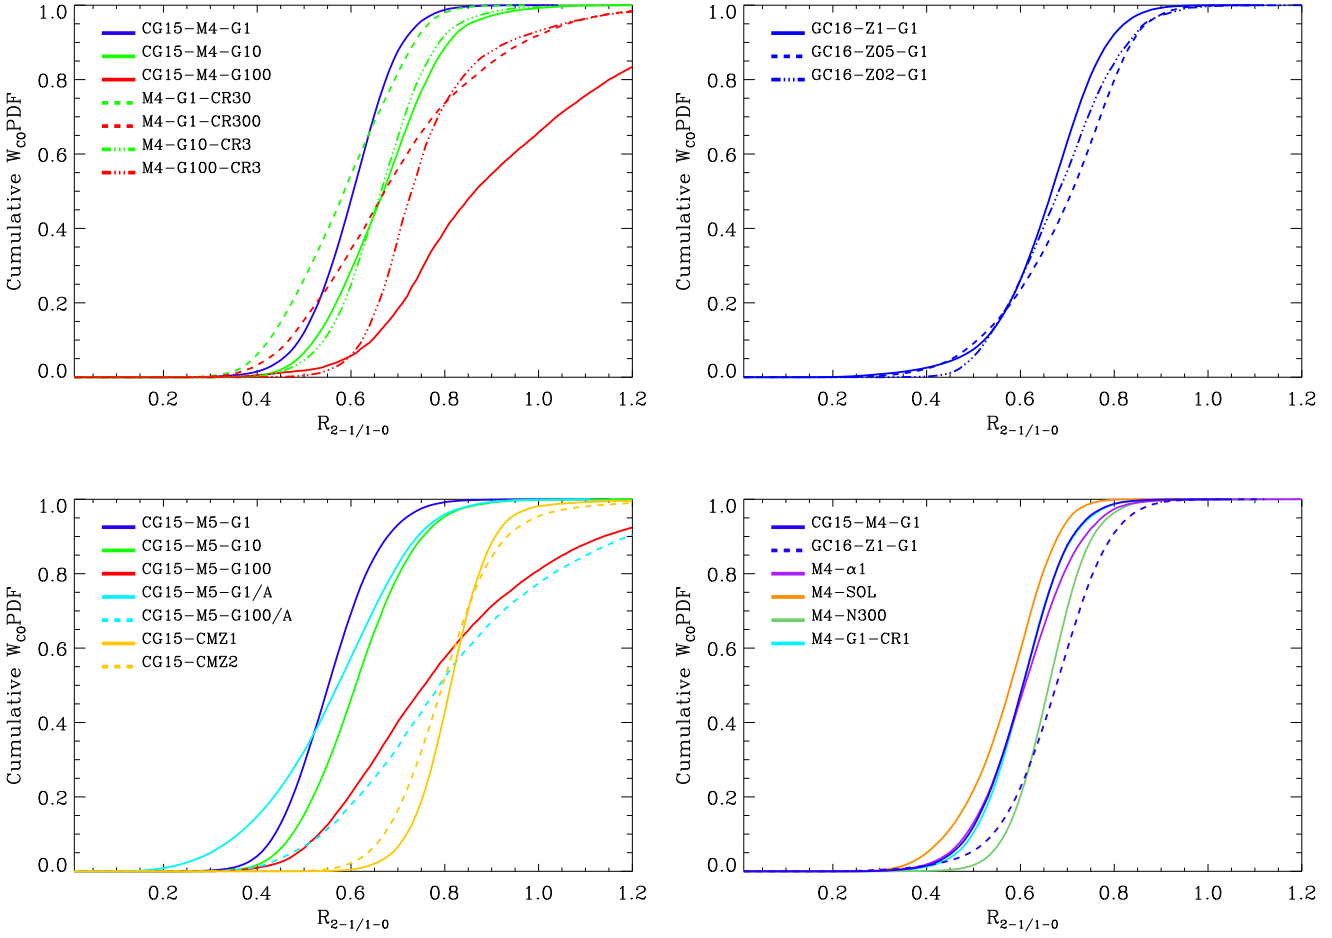 1.0
0.8
0.6
0.4
0.2
0.0
Cumulative W_CO PDF
CG15-M4-G1
CG15-M4-G10
CG15-M4-G100
M4-G1-CR30
M4-G1-CR300
M4-G10-CR3
M4-G100-CR3
0.2 0.4 0.6 0.8 1.0 1.2
R_2-1/1-0
1.0
0.8
0.6
0.4
0.2
0.0
Cumulative W_CO PDF
GC16-Z1-G1
GC16-Z05-G1
GC16-Z02-G1
0.2 0.4 0.6 0.8 1.0 1.2
R_2-1/1-0
1.0
0.8
0.6
0.4
0.2
0.0
Cumulative W_CO PDF
CG15-M5-G1
CG15-M5-G10
CG15-M5-G100
CG15-M5-G1/A
CG15-M5-G100/A
CG15-CMZ1
CG15-CMZ2
0.2 0.4 0.6 0.8 1.0 1.2
R_2-1/1-0
1.0
0.8
0.6
0.4
0.2
0.0
Cumulative W_CO PDF
CG15-M4-G1
GC16-Z1-G1
M4-α1
M4-SOL
M4-N300
M4-G1-CR1
0.2 0.4 0.6 0.8 1.0 1.2
R_2-1/1-0